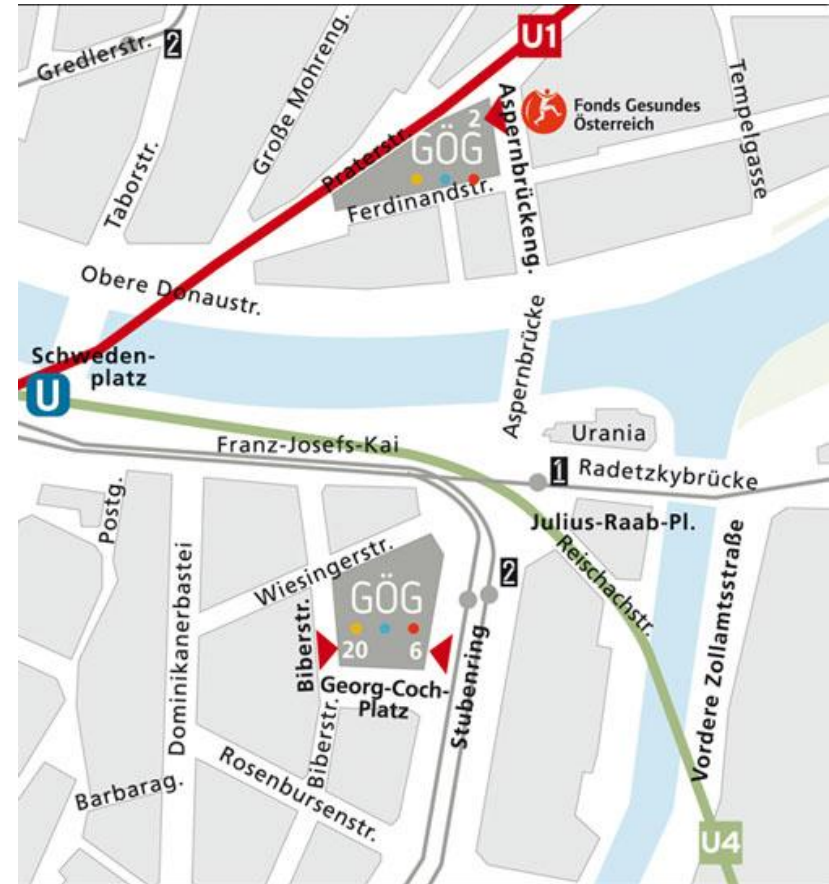 U1
Gredlerstr.
2
Große Mohreng.
Taborstr.
Praterstr.
2
GÖG
Aspernbrückeng.
Fonds Gesundes
Österreich
Tempelgasse
Ferdinandstr.
Obere Donaustr.
Schweden-
platz
U
Aspernbrücke
Urania
Franz-Josefs-Kai
1
Radetzkybrücke
Julius-Raab-Pl.
Postg.
Dominikanerbastei
Wiesingerstr.
GÖG
20
6
2
Reischachstr.
Biberstr.
Georg-Coch-
Platz
Stubenring
Vordere Zollamtsstraße
Biberstr.
Rosenbursenstr.
Barbarag.
U4